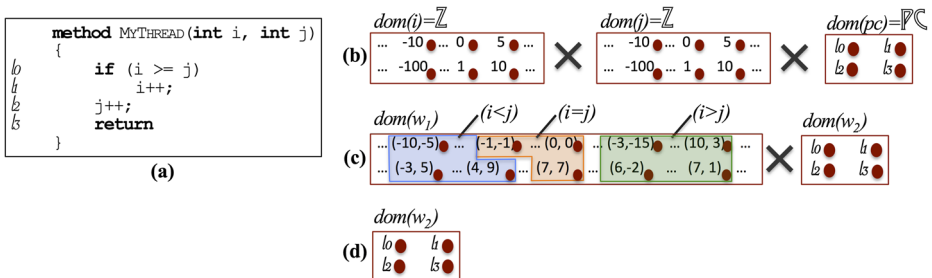 method MYTHREAD(int i, int j)
{
l0 if (i >= j)
l1 i++;
l2 j++;
l3 return
}
(a)
dom(i)=ℤ dom(j)=ℤ dom(pc)=ℙℂ
(b)
... -10 ... 0 5 ... ... -10 ... 0 5 ... l0 l1
-100 ... 1 10 ... -100 ... 1 10 ... l2 l3
(i<j) (i=j) (i>j)
dom(w1) dom(w2)
(c)
... (-10,-5) ... (-1,-1) ... (0, 0) ... (-3,-15) ... (10, 3) ... l0 l1
(-3, 5) ... (4, 9) ... (7, 7) ... (6,-2) ... (7, 1) ... l2 l3
dom(w2)
(d)
l0 l1
l2 l3